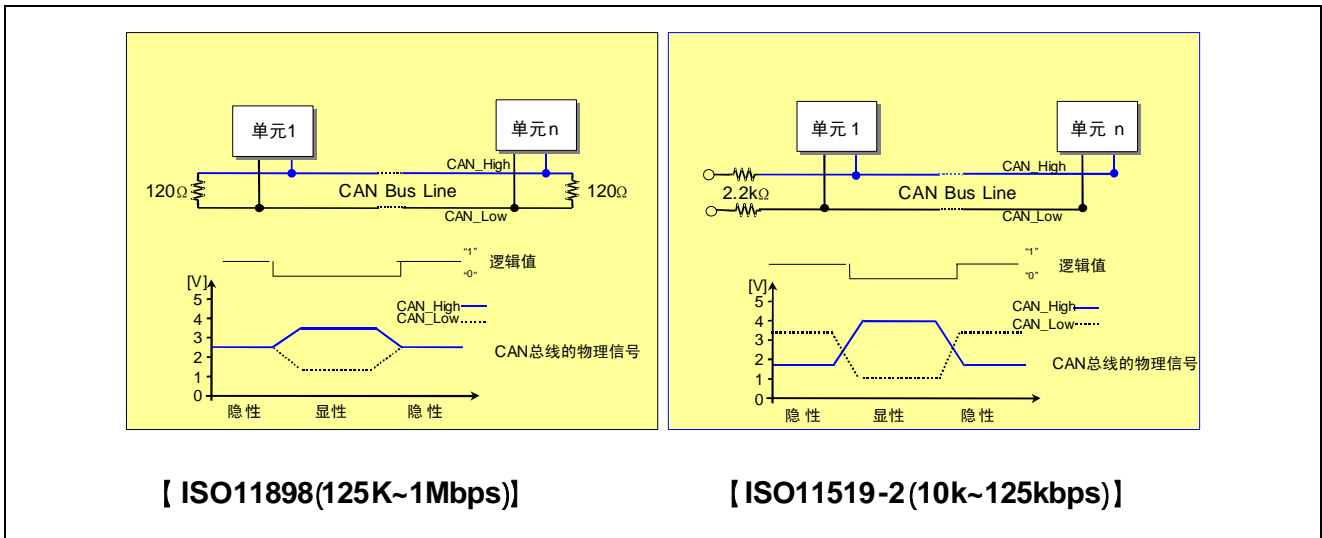 单元1
单元n
CAN_High
120Ω
CAN Bus Line
120Ω
CAN_Low
“1”
逻辑值
“0”
[V]
5
4
3
2
1
0
CAN_High
CAN_Low
CAN总线的物理信号
隐性
显性
隐性
【ISO11898(125K~1Mbps)】
单元1
单元 n
CAN_High
2.2kΩ
CAN Bus Line
CAN_Low
“1”
逻辑值
“0”
[V]
5
4
3
2
1
0
CAN_High
CAN_Low
CAN总线的物理信号
隐性
显性
隐性
【ISO11519-2(10k~125kbps)】